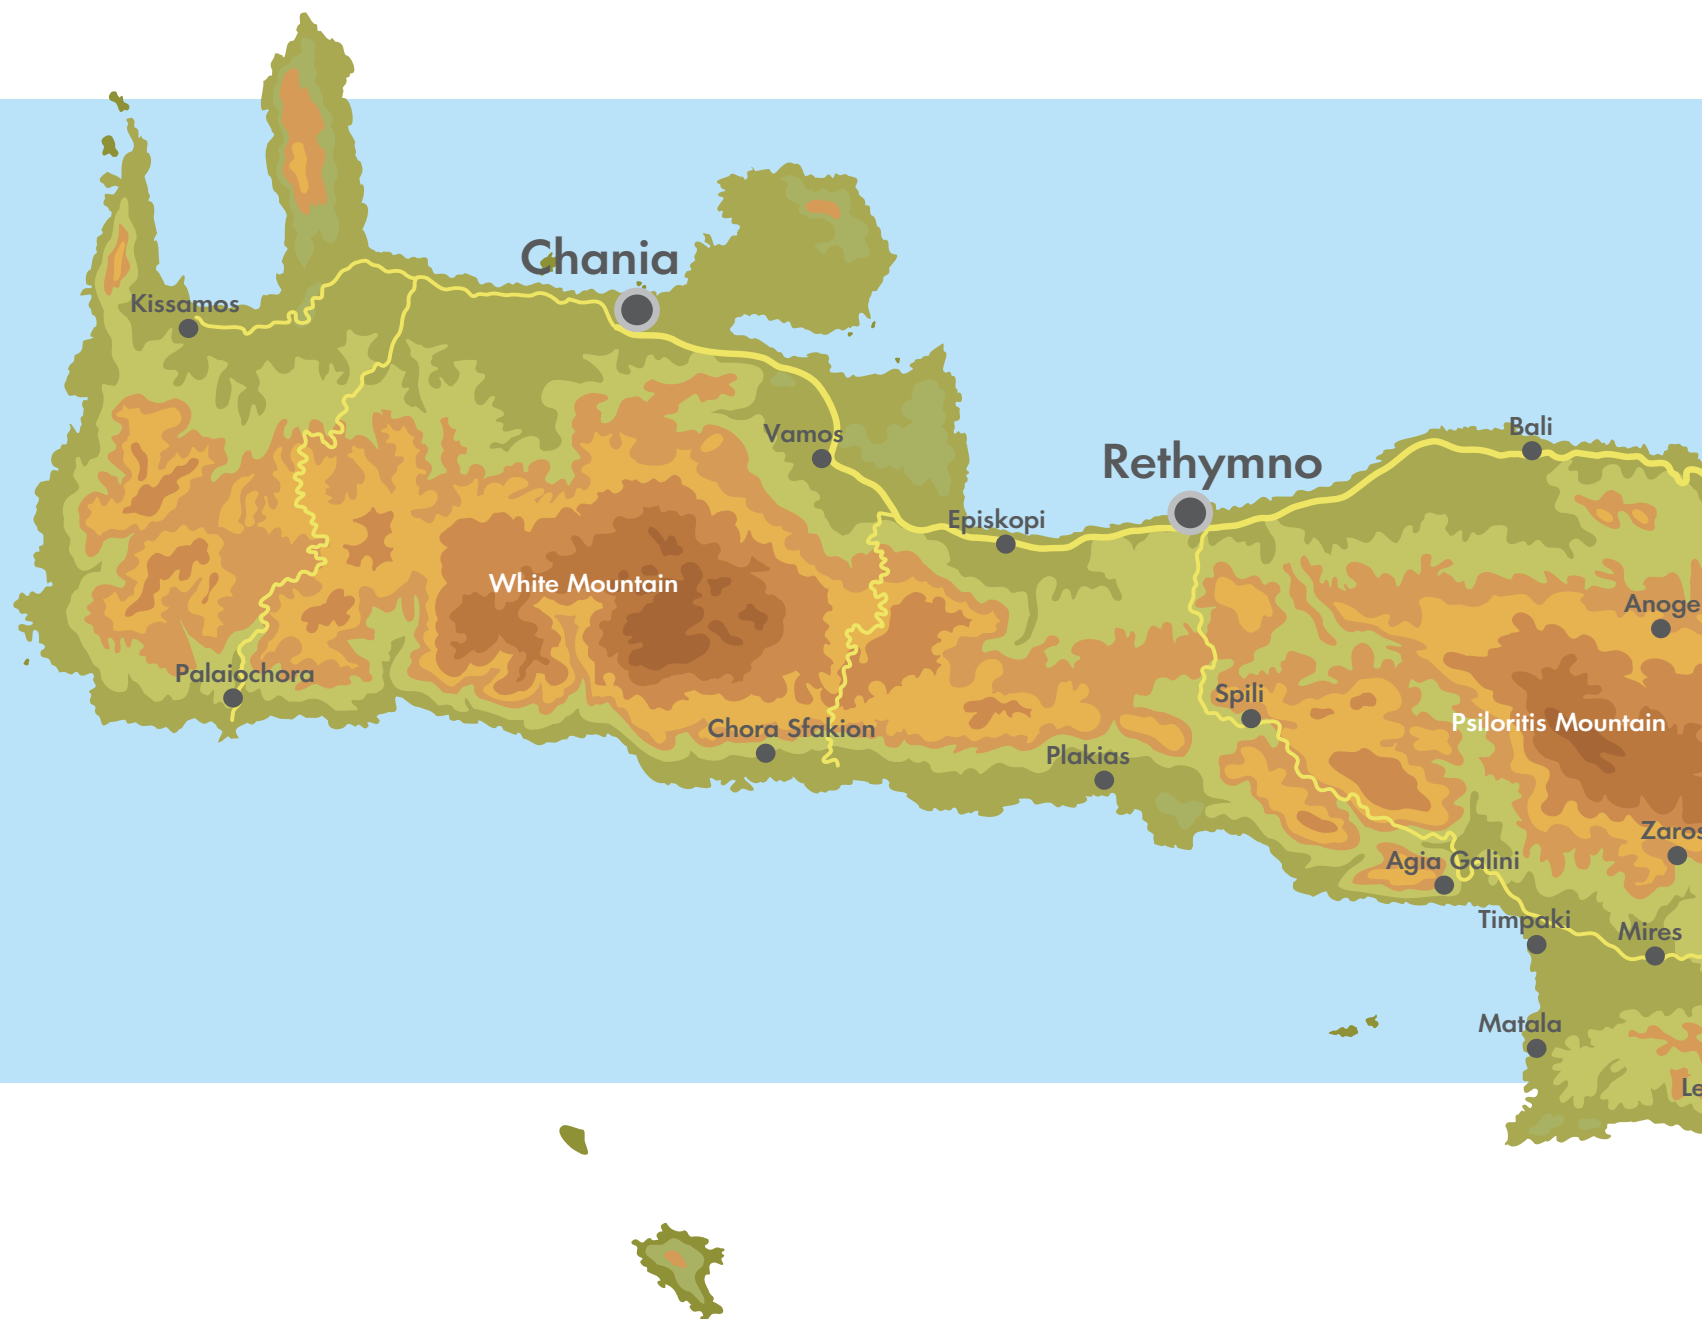 Chania
Kissamos
Bali
Vamos
Rethymno
Episkopi
White Mountain
Anoge
Palaiochora
Spili
Psiloritis Mountain
Chora Sfakion
Plakias
Zaros
Agia Galini
Timpaki
Mires
Matala
Le